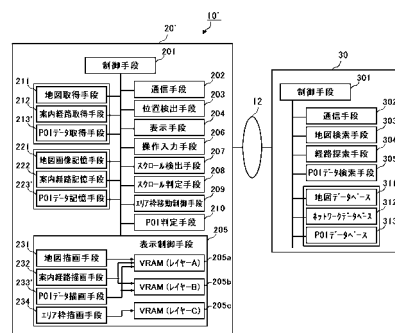 10'
20'
201
制御手段
211
地図取得手段
212
案内経路取得手段
213'
POIデータ取得手段
221
地図画像記憶手段
222
案内経路記憶手段
223'
POIデータ記憶手段
202
通信手段
203
位置検出手段
204
表示手段
206
操作入力手段
207
スクロール検出手段
208
スクロール判定手段
209
エリア枠移動制御手段
210
POI判定手段
205
表示制御手段
231
地図描画手段
232
案内経路描画手段
233'
POIデータ描画手段
234
エリア枠描画手段
VRAM(レイヤーA)
205a
VRAM(レイヤーB)
205b
VRAM(レイヤーC)
205c
12
30
301
制御手段
302
通信手段
303
地図検索手段
304
経路探索手段
305
POIデータ検索手段
311
地図データベース
312
ネットワークデータベース
313
POIデータベース